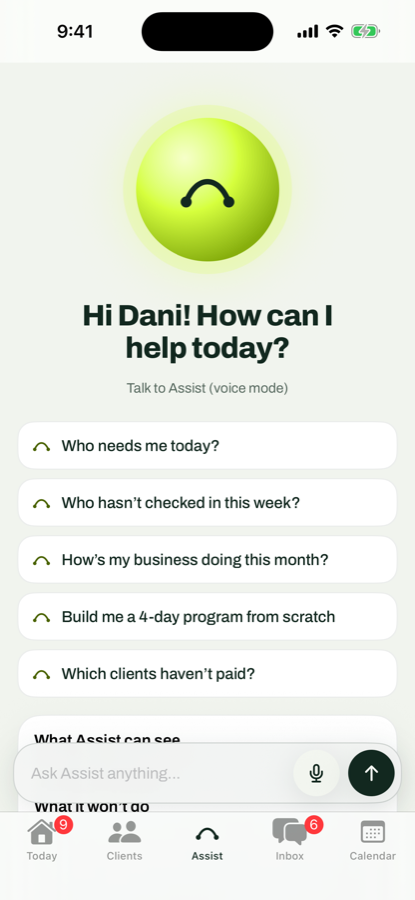 9:41
Hi Dani! How can I
help today?
Talk to Assist (voice mode)
Who needs me today?
Who hasn’t checked in this week?
How’s my business doing this month?
Build me a 4-day program from scratch
Which clients haven’t paid?
What Assist can see
Ask Assist anything...
What it won’t do
9
6
Today
Clients
Assist
Inbox
Calendar